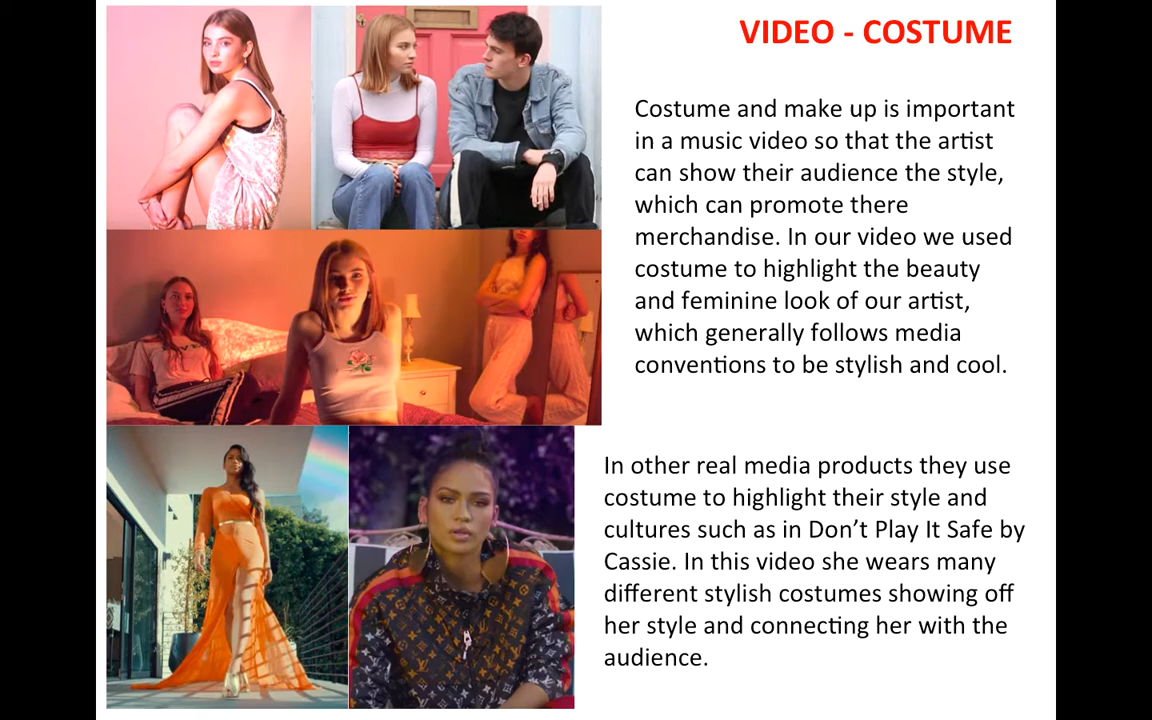 VIDEO - COSTUME
Costume and make up is important
in a music video so that the artist
can show their audience the style,
which can promote there
merchandise. In our video we used
costume to highlight the beauty
and feminine look of our artist,
which generally follows media
conventions to be stylish and cool.
In other real media products they use
costume to highlight their style and
cultures such as in Don’t Play It Safe by
Cassie. In this video she wears many
different stylish costumes showing off
her style and connecting her with the
audience.